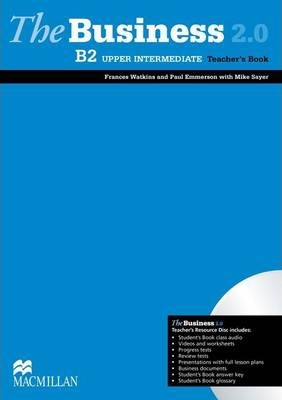 The Business 2.0
B2 UPPER INTERMEDIATE Teacher's Book
Frances Watkins and Paul Emmerson with Mike Sayer
The Business 2.0
Teacher's Resource Disc includes:
• Student's Book class audio
• Videos and worksheets
• Progress tests
• Review tests
• Presentations with full lesson plans
• Business documents
• Student's Book answer key
• Student's Book glossary
MACMILLAN